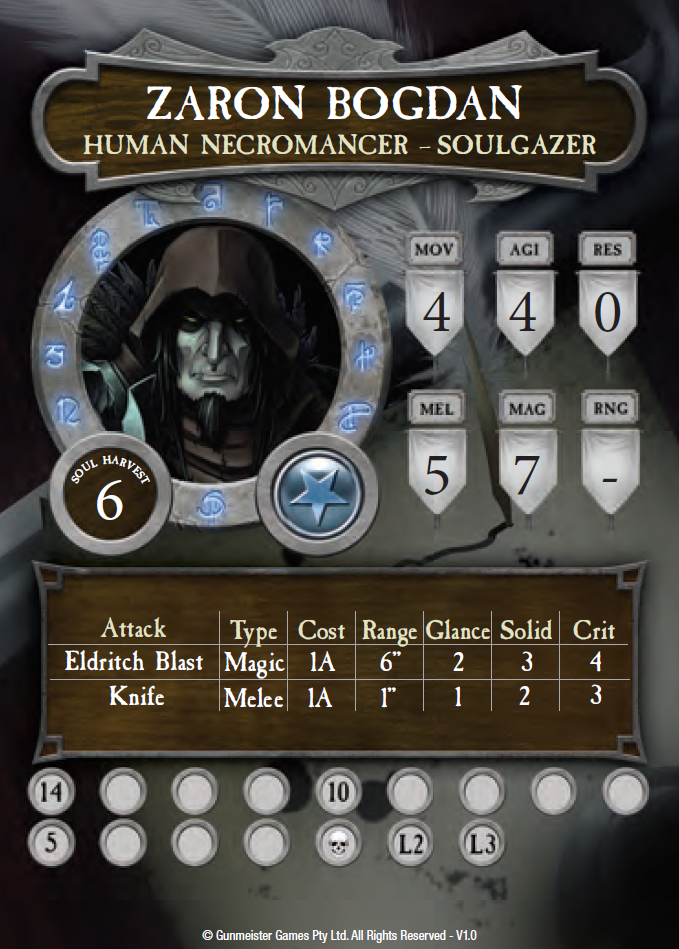 ZARON BOGDAN
HUMAN NECROMANCER – SOULGAZER
MOV AGI RES
4 4 0
MEL MAG RNG
5 7 -
SOUL HARVEST
6
Attack Type Cost Range Glance Solid Crit
Eldritch Blast Magic 1A 6” 2 3 4
Knife Melee 1A 1” 1 2 3
14 10
5 L2 L3
© Gunmeister Games Pty Ltd. All Rights Reserved - V1.0